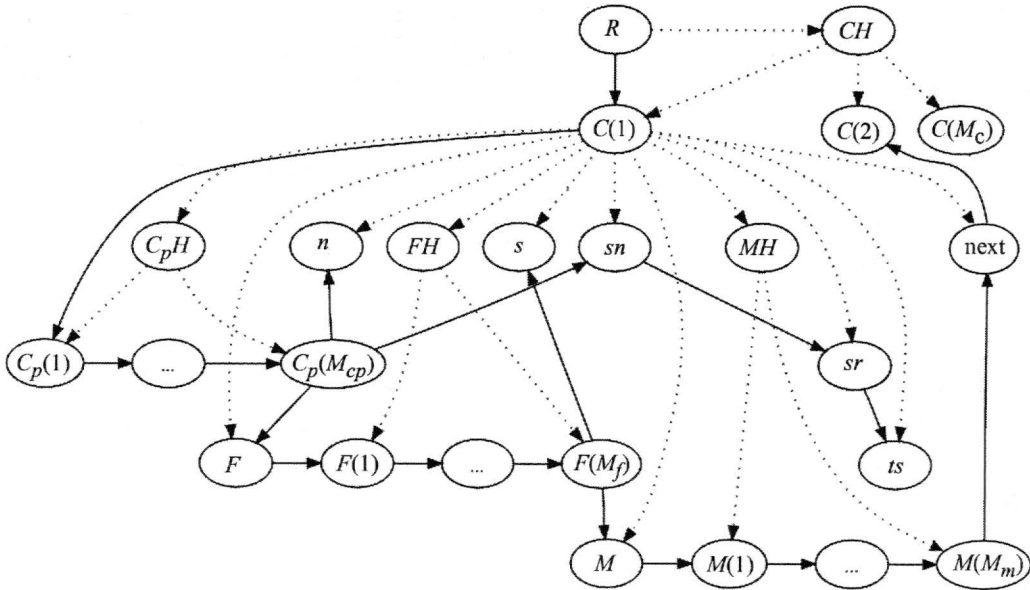 R
CH
C(1)
C(2)
C(M_c)
C_pH
n
FH
s
sn
MH
next
C_p(1)
...
C_p(M_cp)
sr
F
F(1)
...
F(M_f)
ts
M
M(1)
...
M(M_m)